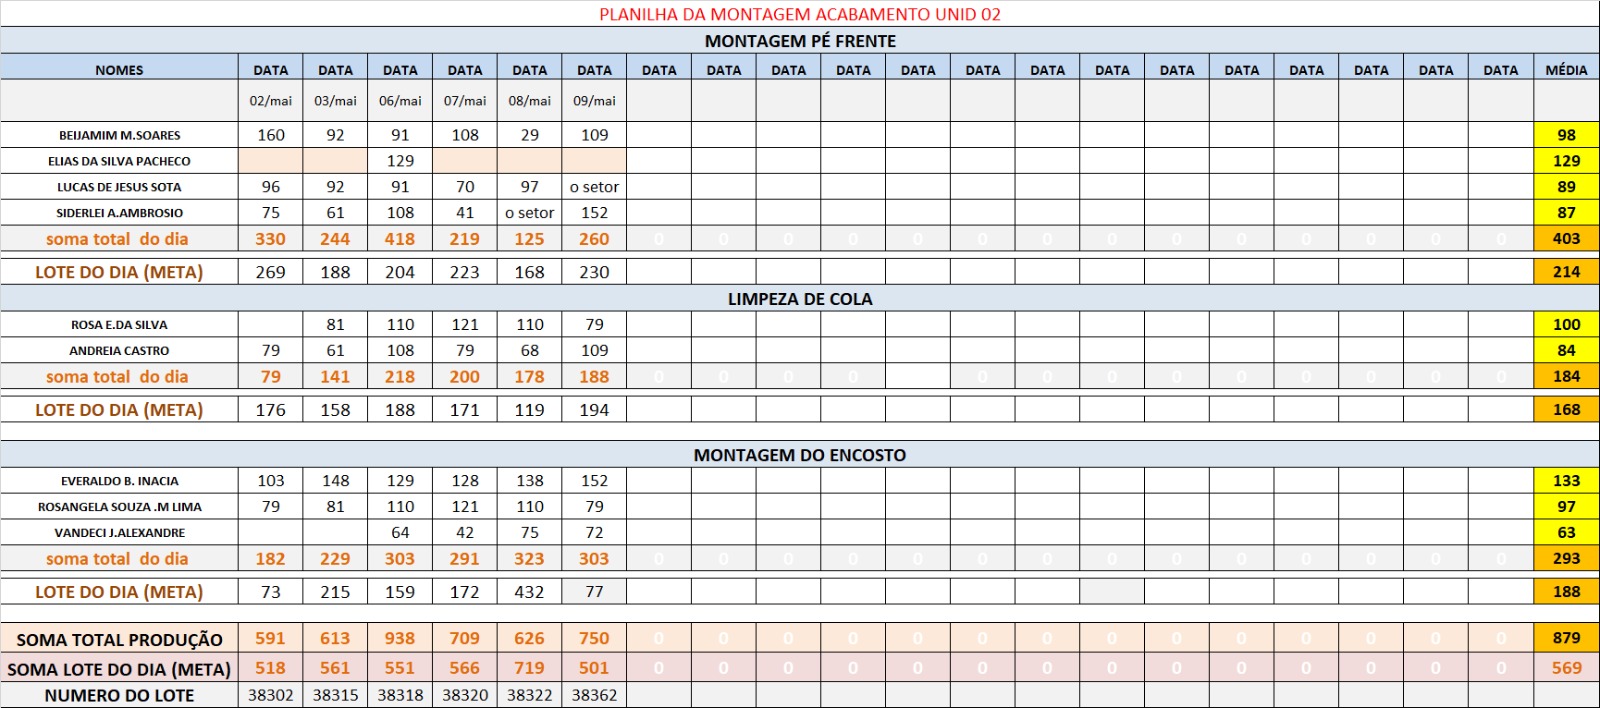 PLANILHA DA MONTAGEM ACABAMENTO UNID 02
MONTAGEM PÉ FRENTE
NOMES DATA DATA DATA DATA DATA DATA DATA DATA DATA DATA DATA DATA DATA DATA DATA DATA DATA DATA DATA DATA MÉDIA
02/mai 03/mai 06/mai 07/mai 08/mai 09/mai
BEIJAMIM M.SOARES 160 92 91 108 29 109 98
ELIAS DA SILVA PACHECO 129 129
LUCAS DE JESUS SOTA 96 92 91 70 97 o setor 89
SIDERLEI A.AMBROSIO 75 61 108 41 o setor 152 87
soma total do dia 330 244 418 219 125 260 0 0 0 0 0 0 0 0 0 0 0 0 0 0 403
LOTE DO DIA (META) 269 188 204 223 168 230 214
LIMPEZA DE COLA
ROSA E.DA SILVA 81 110 121 110 79 100
ANDREIA CASTRO 79 61 108 79 68 109 84
soma total do dia 79 141 218 200 178 188 0 0 0 0 0 0 0 0 0 0 0 0 0 184
LOTE DO DIA (META) 176 158 188 171 119 194 168
MONTAGEM DO ENCOSTO
EVERALDO B. INACIA 103 148 129 128 138 152 133
ROSANGELA SOUZA .M LIMA 79 81 110 121 110 79 97
VANDECI J.ALEXANDRE 64 42 75 72 63
soma total do dia 182 229 303 291 323 303 0 0 0 0 0 0 0 0 0 0 0 0 0 0 293
LOTE DO DIA (META) 73 215 159 172 432 77 188
SOMA TOTAL PRODUÇÃO 591 613 938 709 626 750 0 0 0 0 0 0 0 0 0 0 0 0 0 0 879
SOMA LOTE DO DIA (META) 518 561 551 566 719 501 0 0 0 0 0 0 0 0 0 0 0 0 0 0 569
NUMERO DO LOTE 38302 38315 38318 38320 38322 38362